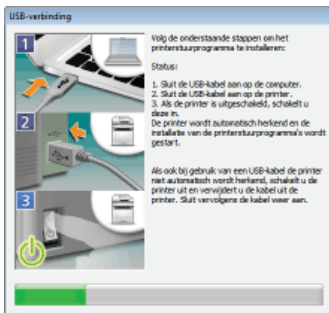 USB-verbinding
1
Volg de onderstaande stappen om het
printerstuurprogramma te installeren:
Status:
1. Sluit de USB-kabel aan op de computer.
2. Sluit de USB-kabel aan op de printer.
3. Als de printer is uitgeschakeld, schakelt u
deze in.
De printer wordt automatisch herkend, en de
installatie van de printerstuurprogramma's wordt
gestart.
2
Als ook bij gebruik van een USB-kabel de printer
niet automatisch wordt herkend, schakelt u de
printer uit en verwijdert u de kabel uit de
printer. Sluit vervolgens de kabel weer aan.
3